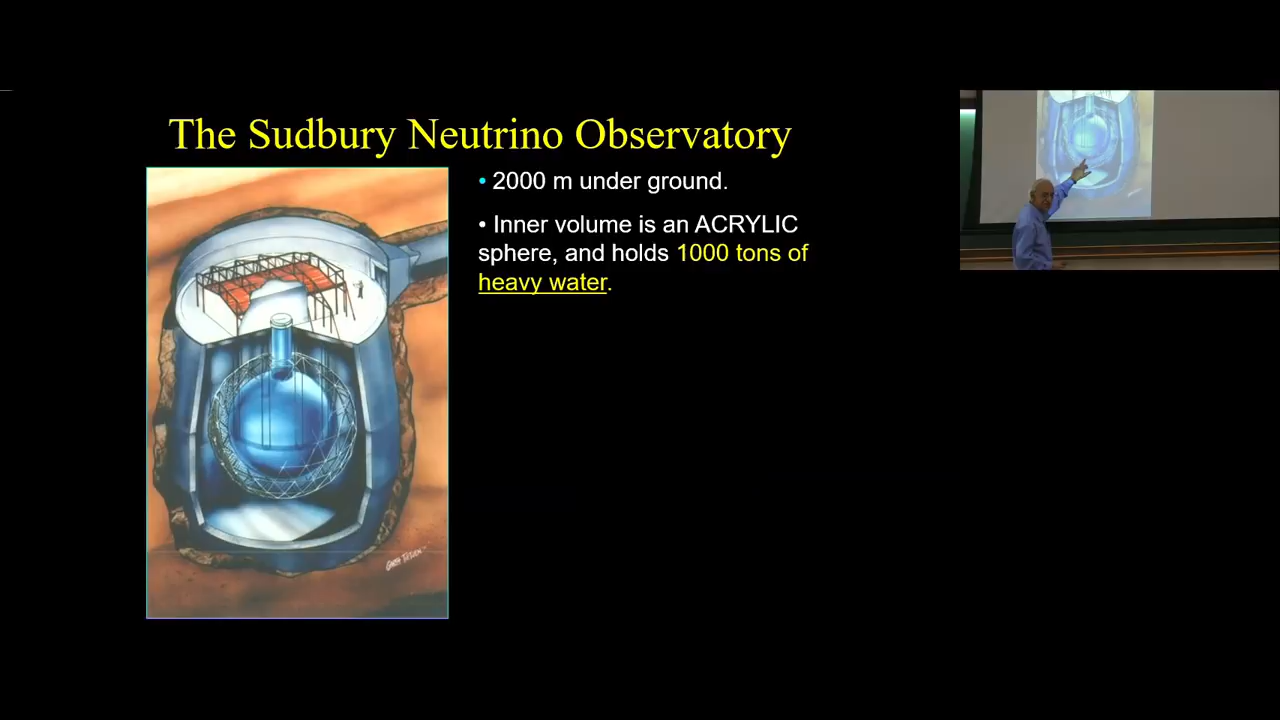 The Sudbury Neutrino Observatory
• 2000 m under ground.
• Inner volume is an ACRYLIC
sphere, and holds 1000 tons of
heavy water.